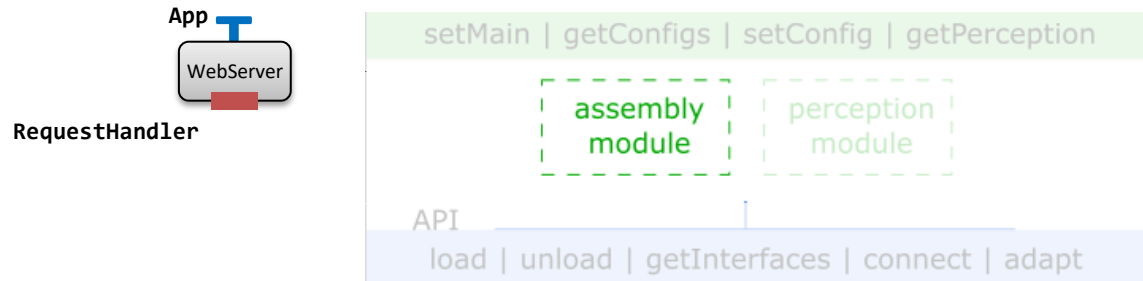 App
WebServer
RequestHandler
setMain | getConfigs | setConfig | getPerception
assembly
module
perception
module
API
load | unload | getInterfaces | connect | adapt